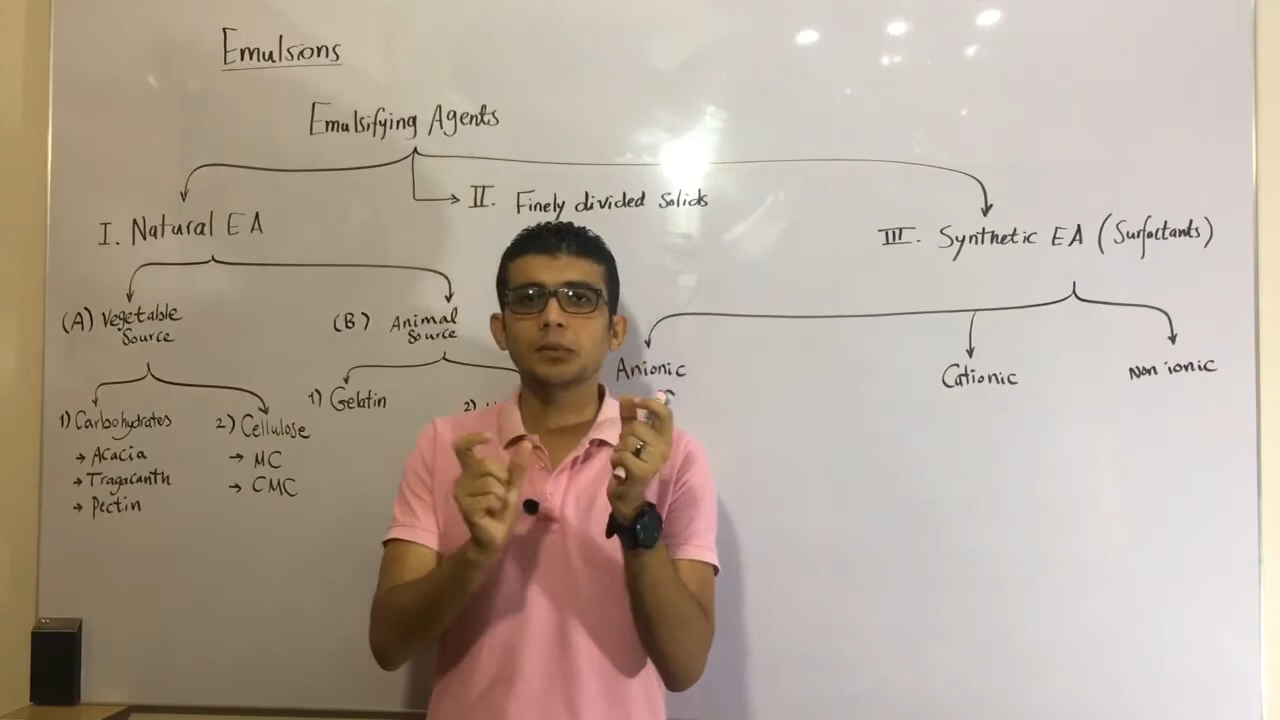 Emulsions
Emulsifying Agents
II. Finely divided solids
I. Natural EA
III. Synthetic EA (Surfactants)
(A) Vegetable
Source
(B) Animal
Source
Anionic
Cationic
Non ionic
1) Gelatin
2)
1) Carbohydrates
→ Acacia
→ Tragacanth
→ Pectin
2) Cellulose
→ MC
→ CMC